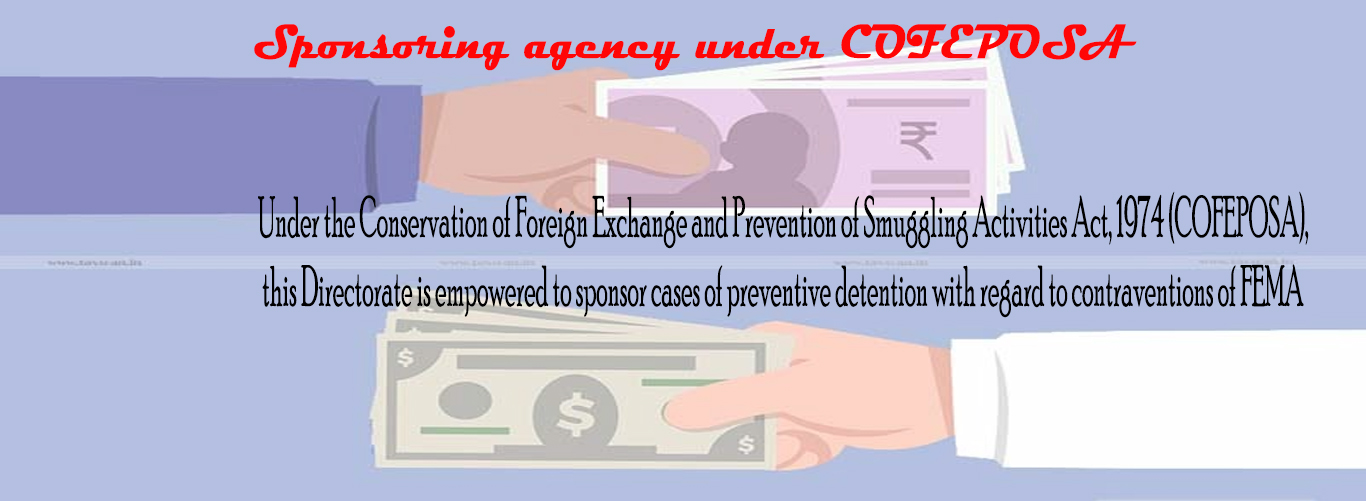 Sponsoring agency under COFEPOSA
Under the Conservation of Foreign Exchange and Prevention of Smuggling Activities Act, 1974 (COFEPOSA),
this Directorate is empowered to sponsor cases of preventive detention with regard to contraventions of FEMA
₹
$
$
$